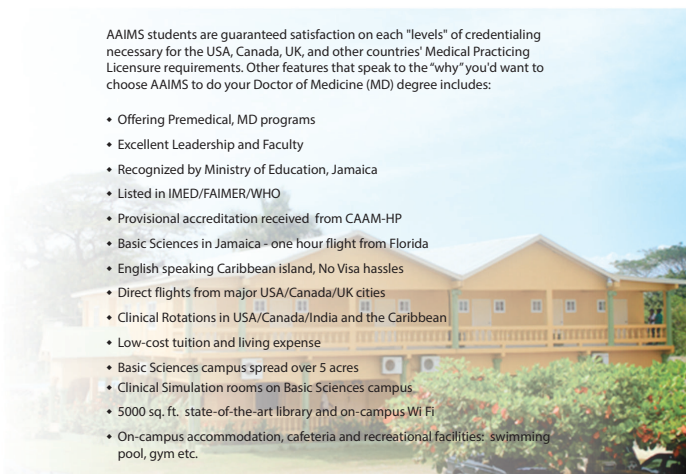 AAIMS students are guaranteed satisfaction on each "levels" of credentialing
necessary for the USA, Canada, UK, and other countries' Medical Practicing
Licensure requirements. Other features that speak to the “why” you'd want to
choose AAIMS to do your Doctor of Medicine (MD) degree includes:
◆ Offering Premedical, MD programs
◆ Excellent Leadership and Faculty
◆ Recognized by Ministry of Education, Jamaica
◆ Listed in IMED/FAIMER/WHO
◆ Provisional accreditation received from CAAM-HP
◆ Basic Sciences in Jamaica - one hour flight from Florida
◆ English speaking Caribbean island, No Visa hassles
◆ Direct flights from major USA/Canada/UK cities
◆ Clinical Rotations in USA/Canada/India and the Caribbean
◆ Low-cost tuition and living expense
◆ Basic Sciences campus spread over 5 acres
◆ Clinical Simulation rooms on Basic Sciences campus
◆ 5000 sq. ft. state-of-the-art library and on-campus Wi Fi
◆ On-campus accommodation, cafeteria and recreational facilities: swimming
pool, gym etc.